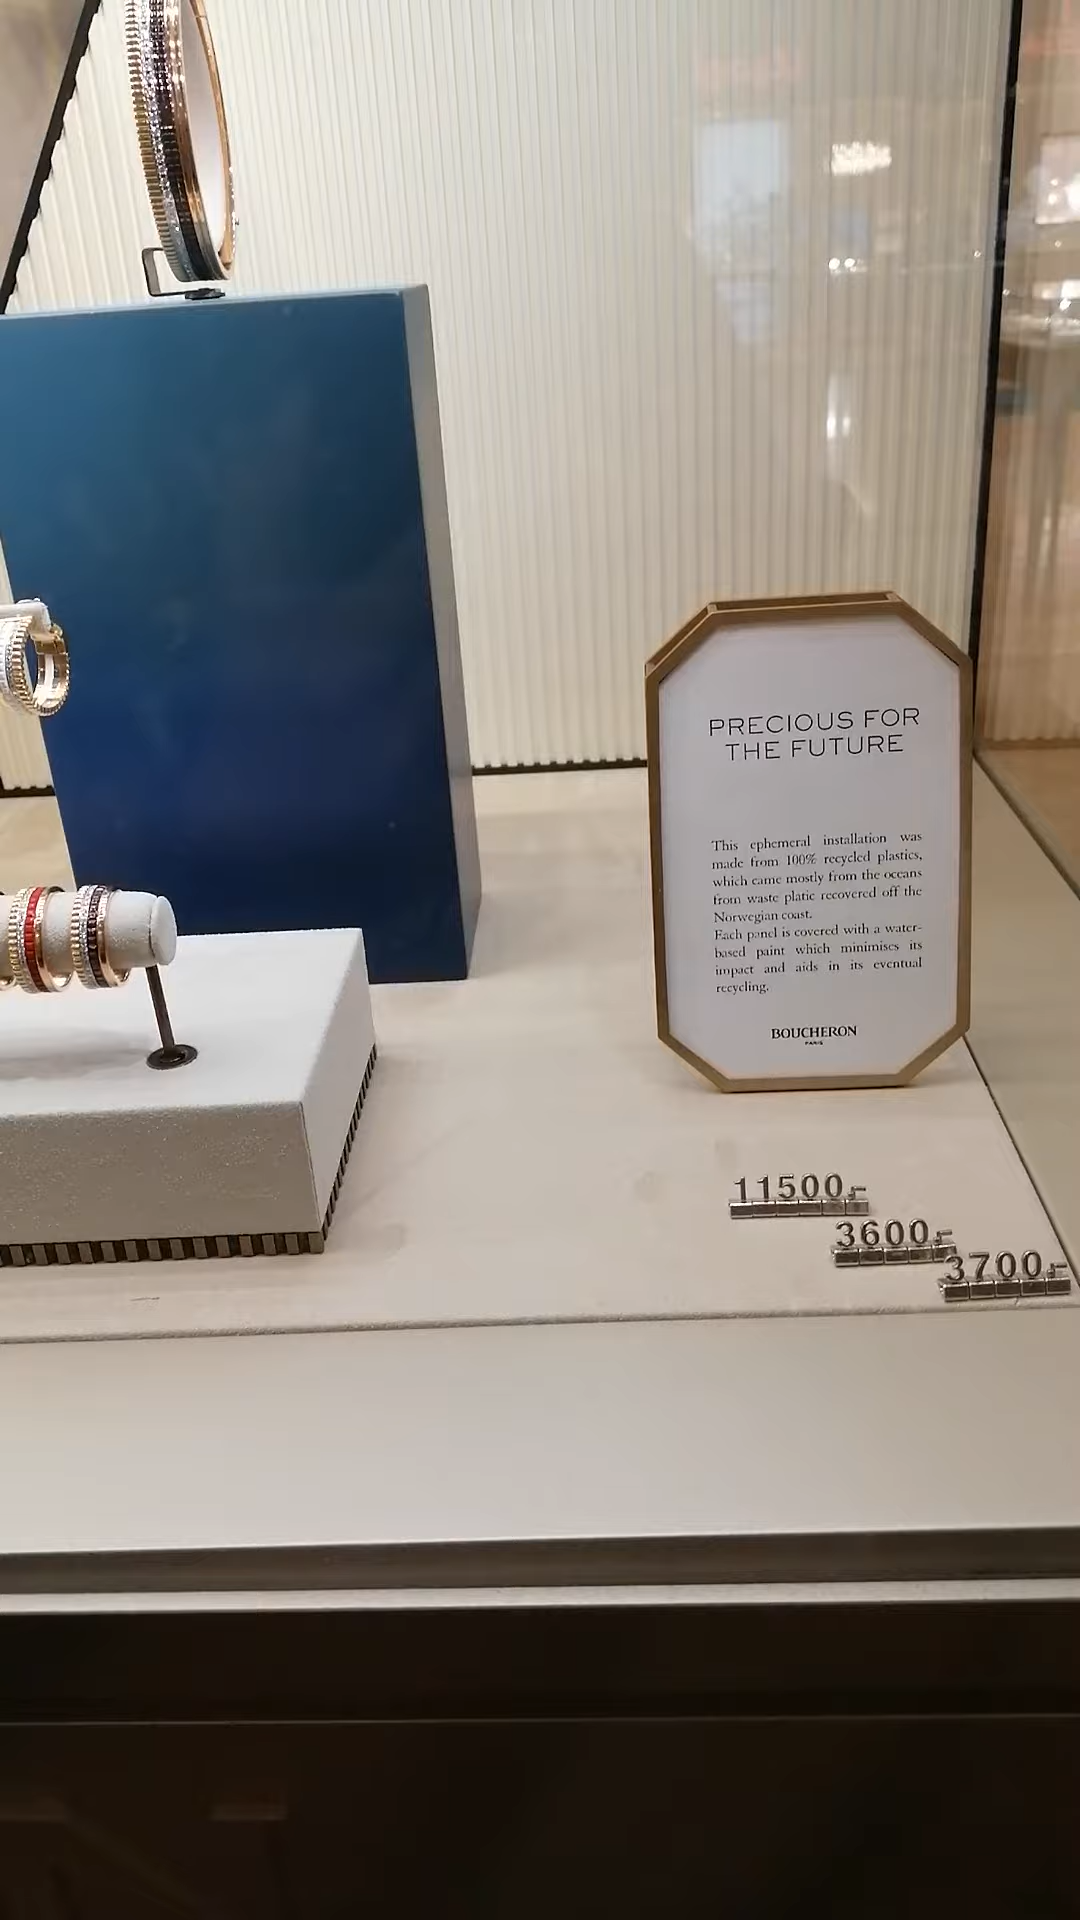 PRECIOUS FOR
THE FUTURE
This ephemeral installation was
made from 100% recycled plastics,
which came mostly from the oceans
from waste platic recovered off the
Norwegian coast.
Each panel is covered with a water-
based paint which minimises its
impact and aids in its eventual
recycling.
BOUCHERON
PARIS
11500.-
3600.-
3700.-